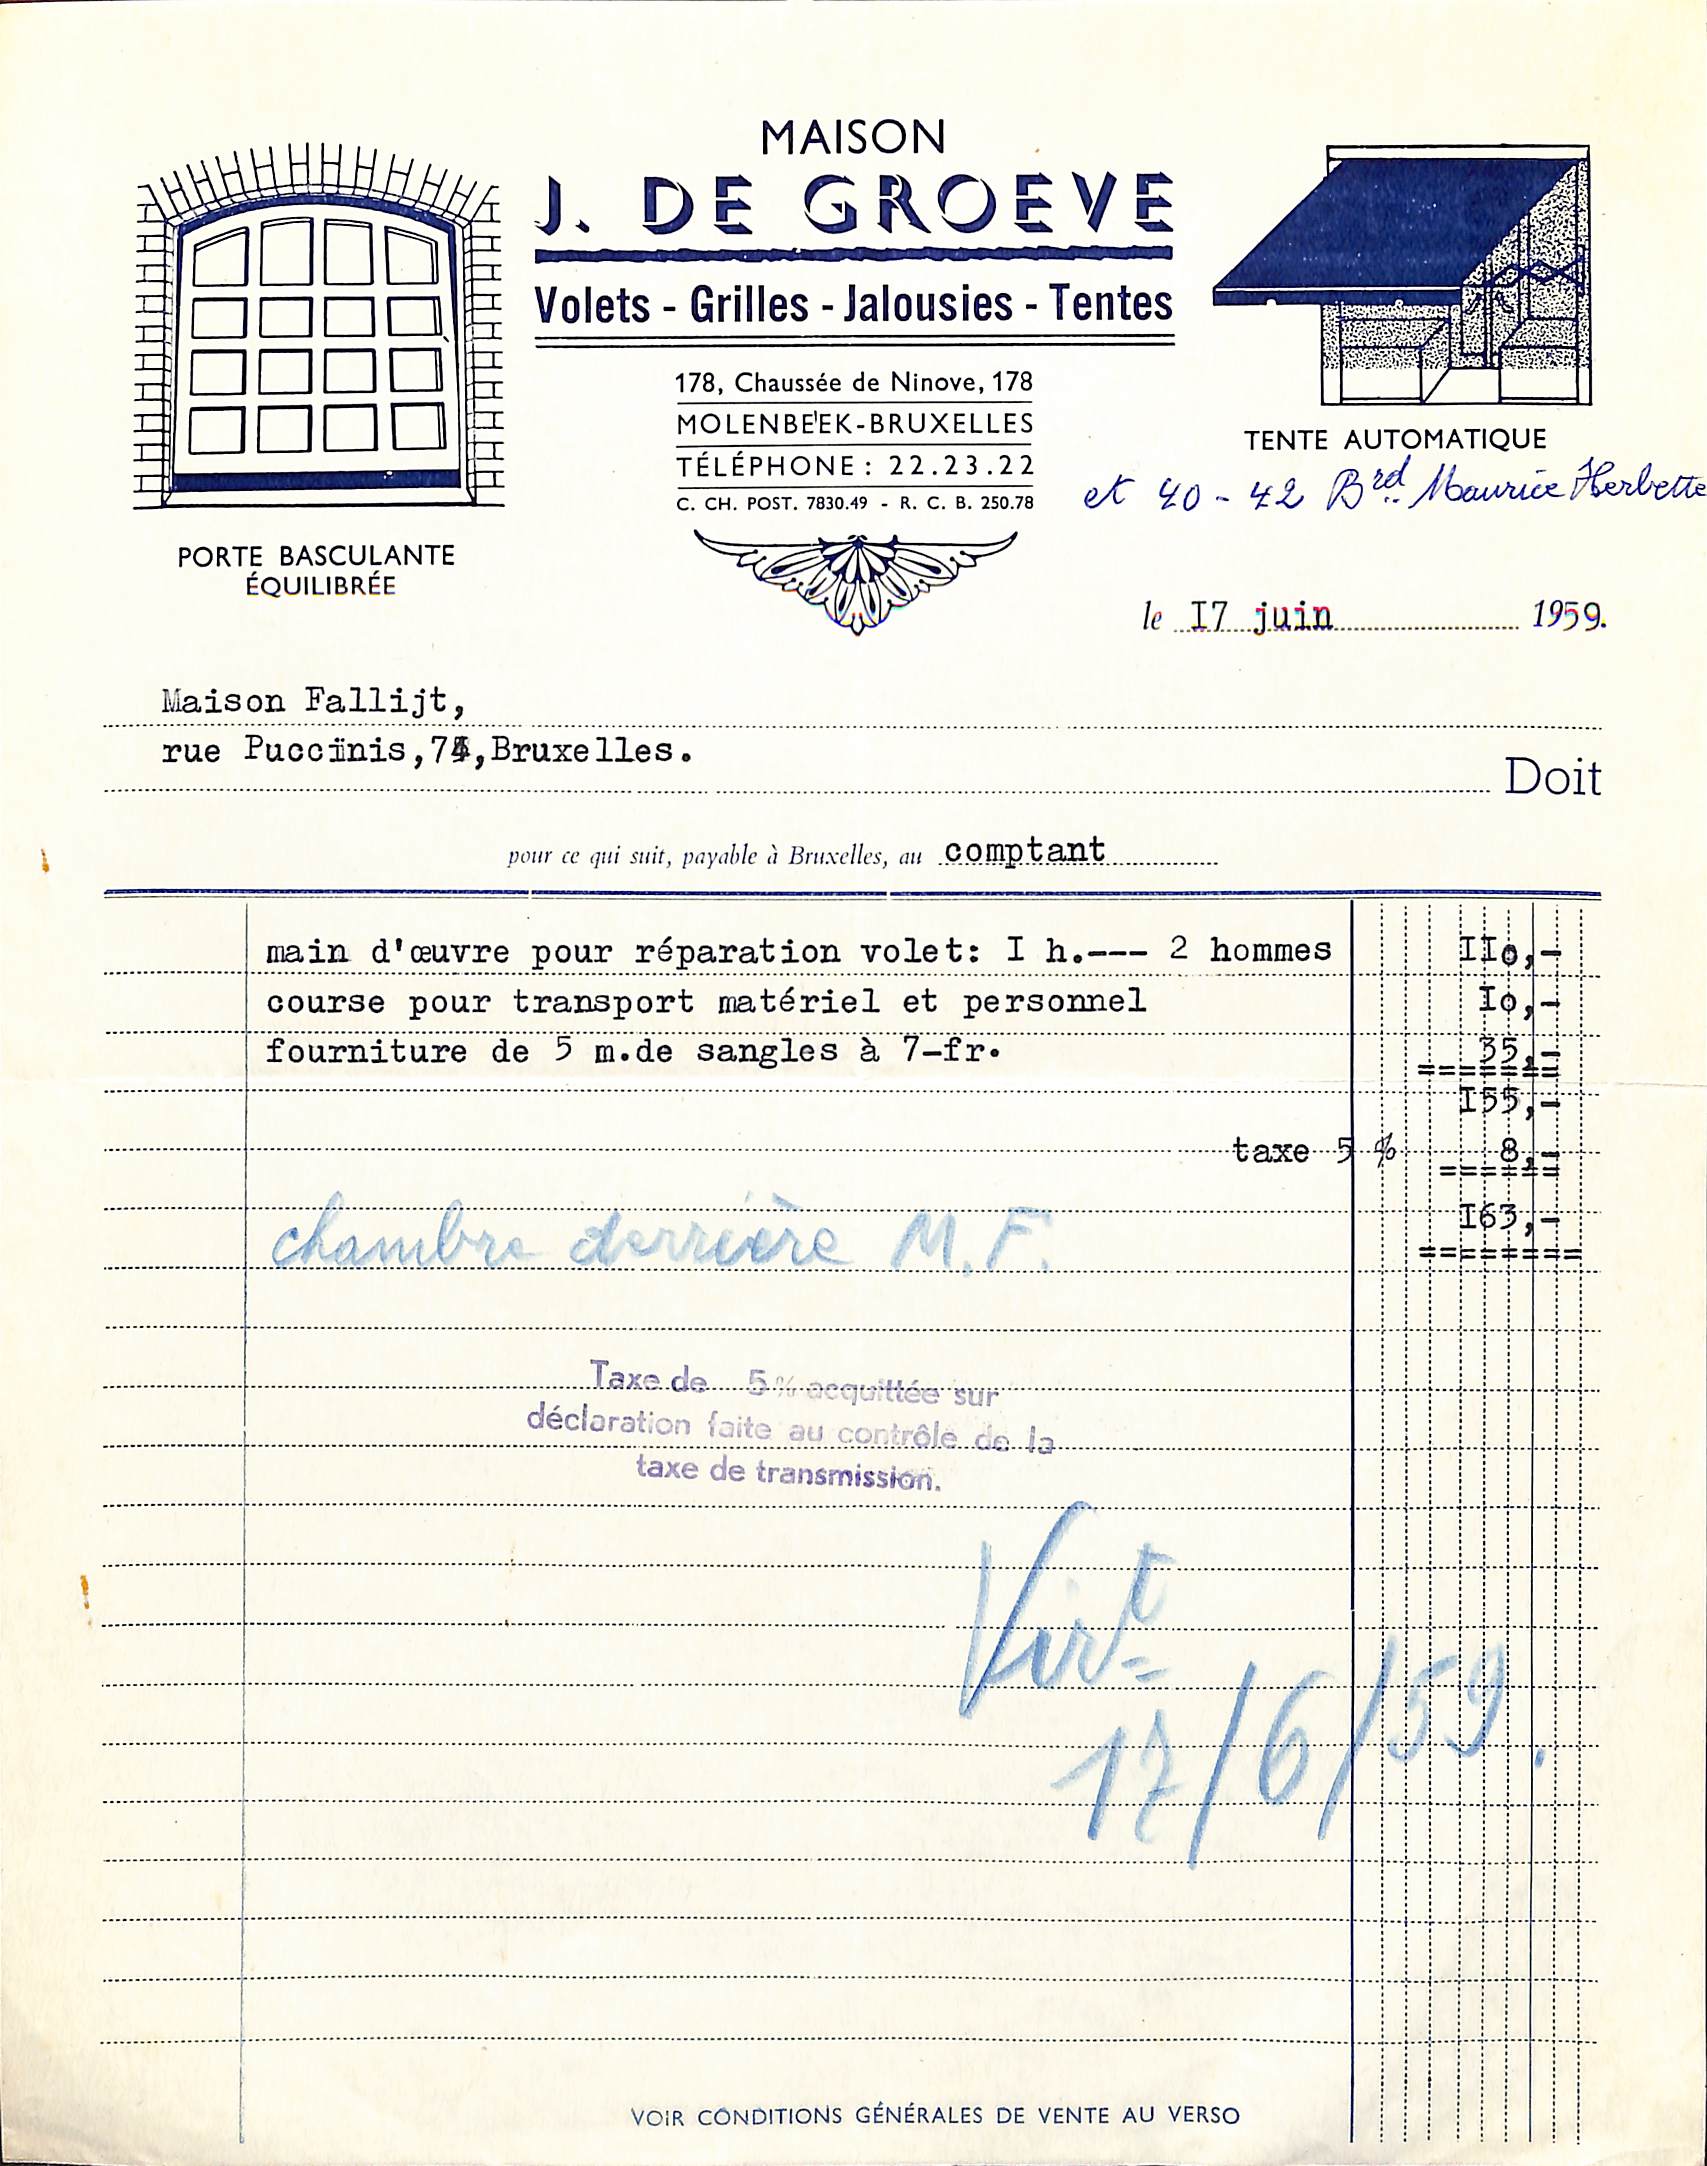 MAISON
J. DE GROEVE
Volets - Grilles - Jalousies - Tentes
178, Chaussée de Ninove, 178
MOLENBEEK-BRUXELLES
TÉLÉPHONE : 22.23.22
C. CH. POST. 7830.49 - R. C. B. 250.78
PORTE BASCULANTE
ÉQUILIBRÉE
TENTE AUTOMATIQUE
et 40 - 42 Brd Maurice Herbette
le I7 juin 1959.
Maison Fallijt,
rue Puccinis,74,Bruxelles.
Doit
pour ce qui suit, payable à Bruxelles, au comptant
main d'œuvre pour réparation volet: I h.--- 2 hommes IIo,-
course pour transport matériel et personnel Io,-
fourniture de 5 m.de sangles à 7-fr. 35,-
=======
I55,-
taxe 5 % 8,-
======
I63,-
========
chambre derrière M. F.
Taxe de 5% acquittée sur
déclaration faite au contrôle de la
taxe de transmission.
Virt
17/6/59.
VOIR CONDITIONS GÉNÉRALES DE VENTE AU VERSO